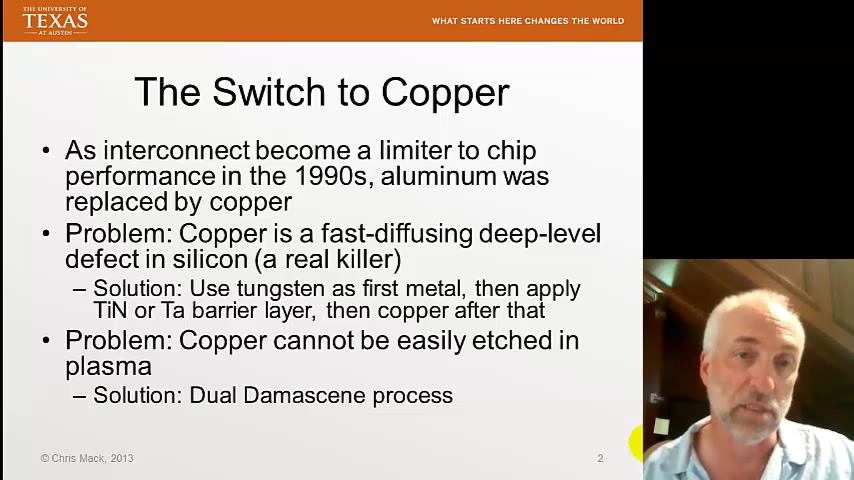 THE UNIVERSITY OF
TEXAS
AT AUSTIN
WHAT STARTS HERE CHANGES THE WORLD
The Switch to Copper
• As interconnect become a limiter to chip
performance in the 1990s, aluminum was
replaced by copper
• Problem: Copper is a fast-diffusing deep-level
defect in silicon (a real killer)
– Solution: Use tungsten as first metal, then apply
TiN or Ta barrier layer, then copper after that
• Problem: Copper cannot be easily etched in
plasma
– Solution: Dual Damascene process
© Chris Mack, 2013
2